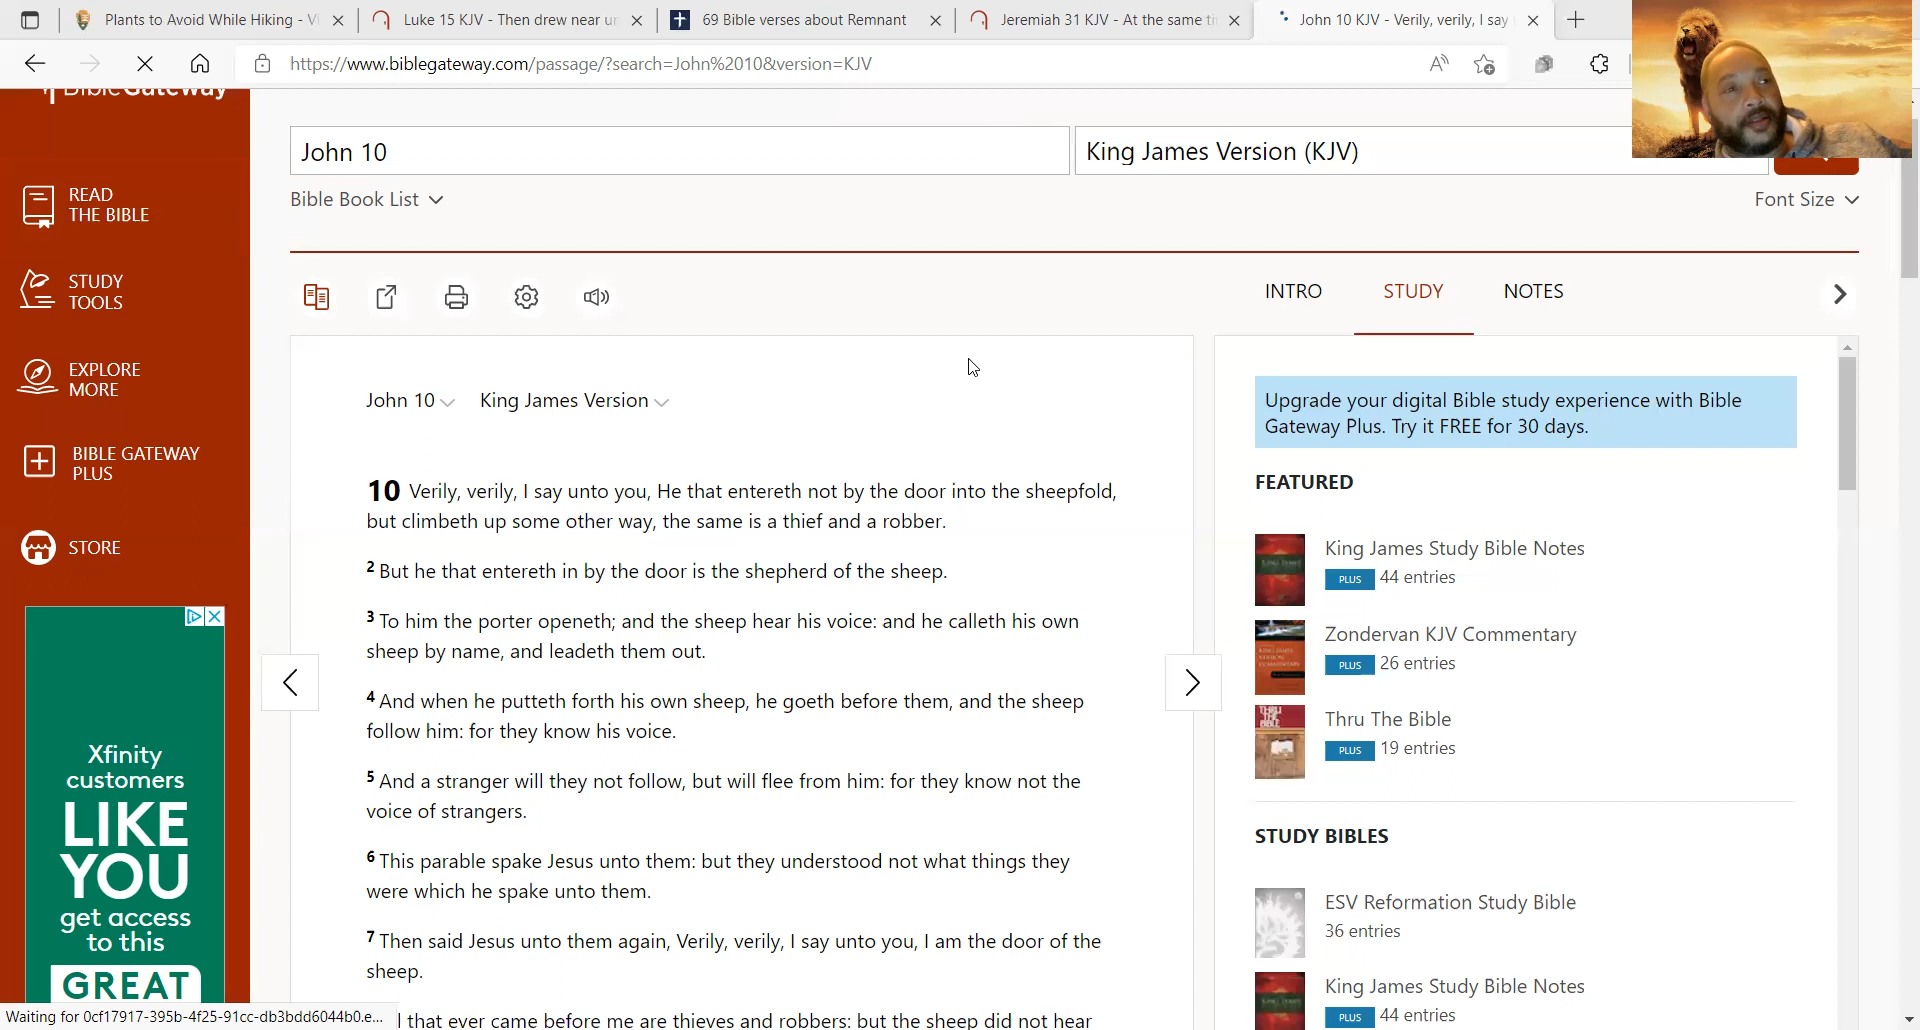 Plants to Avoid While Hiking - Vi
Luke 15 KJV - Then drew near un
69 Bible verses about Remnant
Jeremiah 31 KJV - At the same ti
John 10 KJV - Verily, verily, I say
https://www.biblegateway.com/passage/?search=John%2010&version=KJV
BibleGateway
John 10
King James Version (KJV)
Bible Book List
Font Size
READ
THE BIBLE
STUDY
TOOLS
EXPLORE
MORE
BIBLE GATEWAY
PLUS
STORE
INTRO
STUDY
NOTES
John 10
King James Version
10 Verily, verily, I say unto you, He that entereth not by the door into the sheepfold,
but climbeth up some other way, the same is a thief and a robber.
2 But he that entereth in by the door is the shepherd of the sheep.
3 To him the porter openeth; and the sheep hear his voice: and he calleth his own
sheep by name, and leadeth them out.
4 And when he putteth forth his own sheep, he goeth before them, and the sheep
follow him: for they know his voice.
5 And a stranger will they not follow, but will flee from him: for they know not the
voice of strangers.
6 This parable spake Jesus unto them: but they understood not what things they
were which he spake unto them.
7 Then said Jesus unto them again, Verily, verily, I say unto you, I am the door of the
sheep.
l that ever came before me are thieves and robbers: but the sheep did not hear
Upgrade your digital Bible study experience with Bible
Gateway Plus. Try it FREE for 30 days.
FEATURED
King James Study Bible Notes
PLUS 44 entries
Zondervan KJV Commentary
PLUS 26 entries
Thru The Bible
PLUS 19 entries
STUDY BIBLES
ESV Reformation Study Bible
36 entries
King James Study Bible Notes
PLUS 44 entries
Xfinity
customers
LIKE
YOU
get access
to this
GREAT
Waiting for 0cf17917-395b-4f25-91cc-db3bdd6044b0.e...